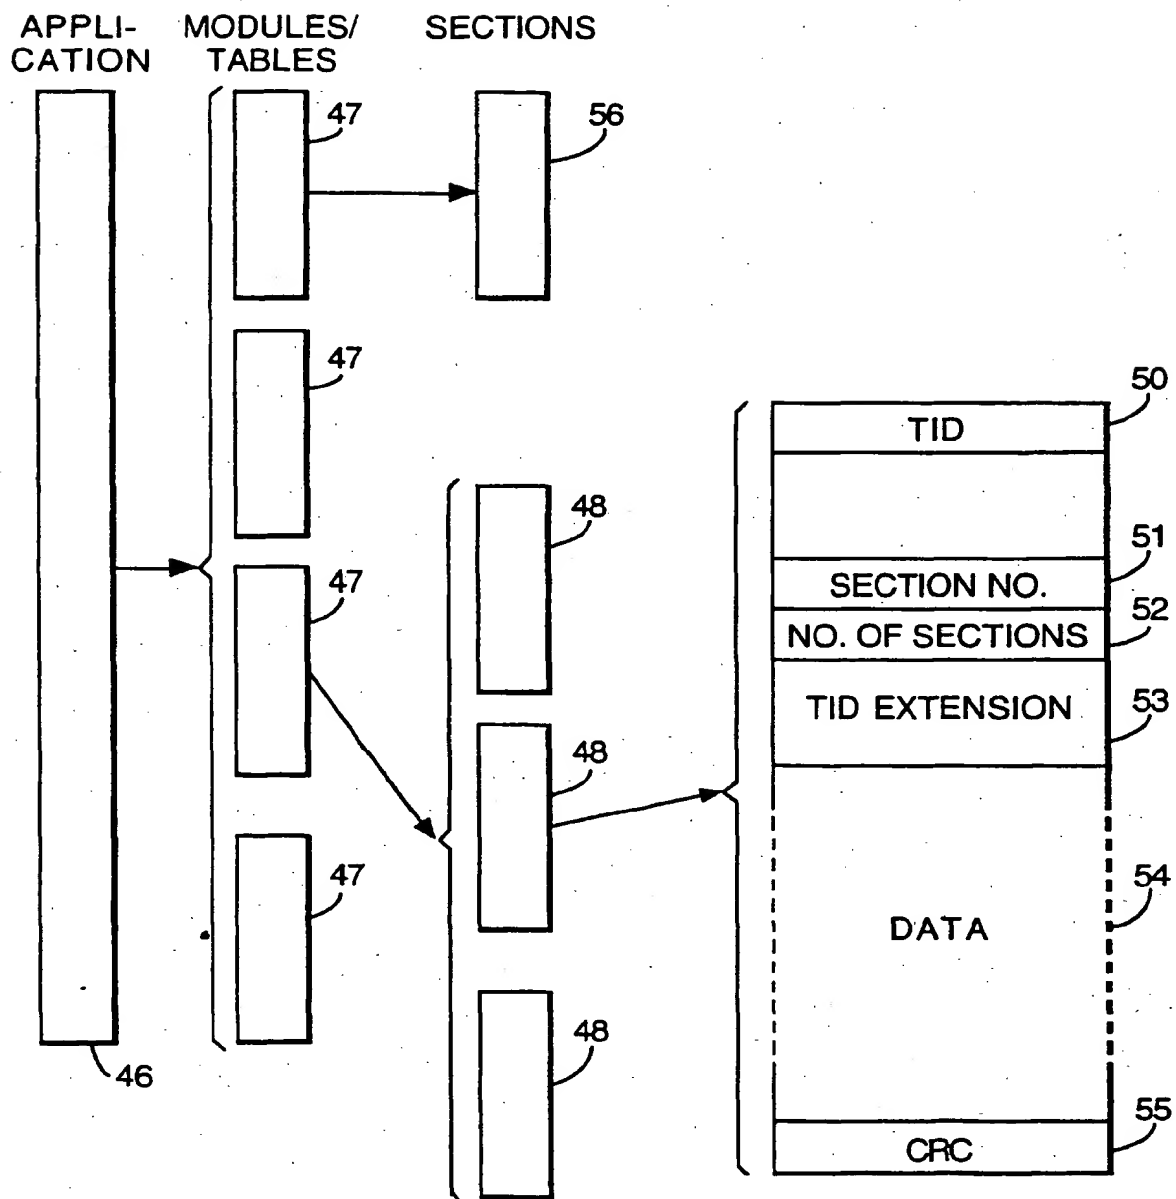 APPLI-
CATION
MODULES/
TABLES
SECTIONS
47
56
47
50
TID
48
51
47
SECTION NO.
52
NO. OF SECTIONS
53
TID EXTENSION
48
47
54
DATA
48
46
55
CRC